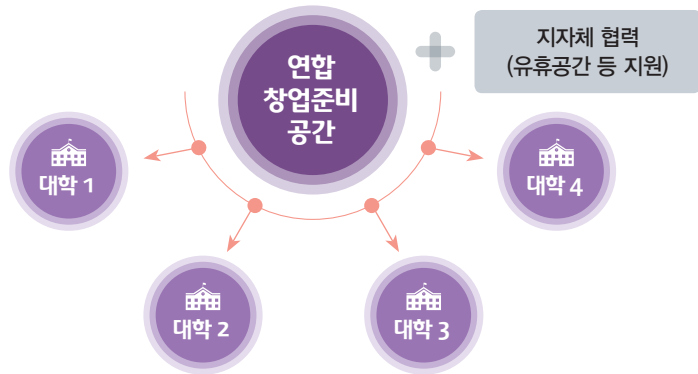 연합
창업준비
공간
지자체 협력
(유휴공간 등 지원)
대학 1
대학 4
대학 2
대학 3